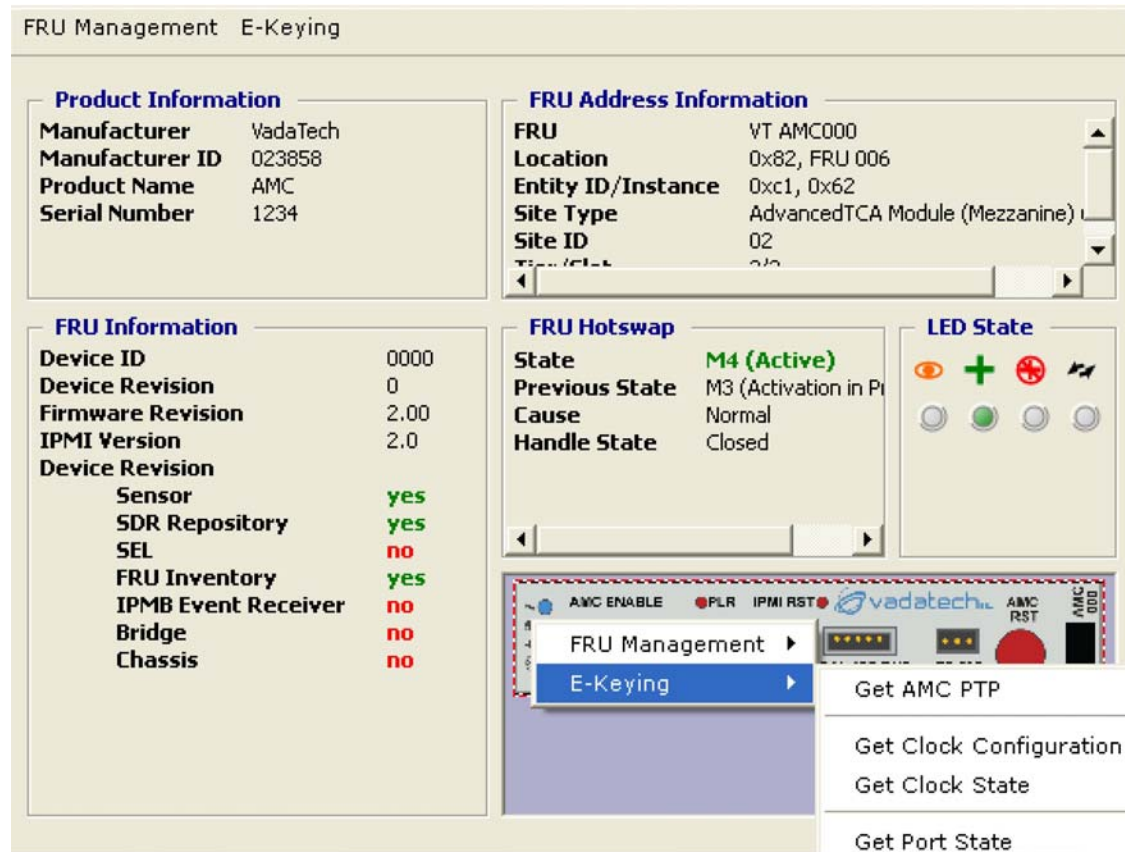 FRU Management E-Keying
Product Information
Manufacturer VadaTech
Manufacturer ID 023858
Product Name AMC
Serial Number 1234
FRU Address Information
FRU VT AMC000
Location 0x82, FRU 006
Entity ID/Instance 0xc1, 0x62
Site Type AdvancedTCA Module (Mezzanine)
Site ID 02
FRU Information
Device ID 0000
Device Revision 0
Firmware Revision 2.00
IPMI Version 2.0
Device Revision
Sensor yes
SDR Repository yes
SEL no
FRU Inventory yes
IPMB Event Receiver no
Bridge no
Chassis no
FRU Hotswap
State M4 (Active)
Previous State M3 (Activation in
Cause Normal
Handle State Closed
LED State
AMC ENABLE PLR IPMI RST vadatech AMC RST AMC 000
FRU Management
E-Keying
Get AMC PTP
Get Clock Configuration
Get Clock State
Get Port State